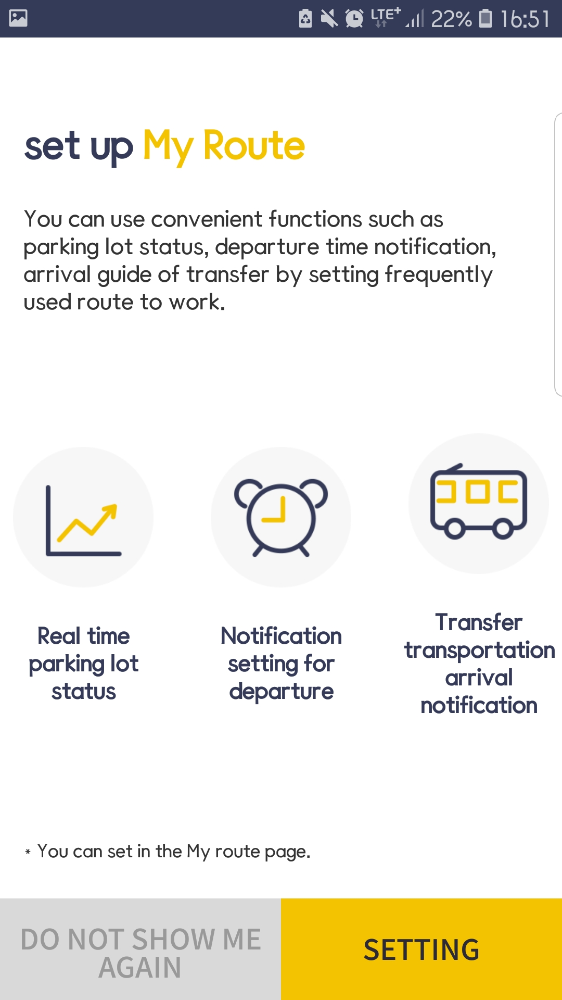 LTE+ 22% 16:51
set up My Route
You can use convenient functions such as
parking lot status, departure time notification,
arrival guide of transfer by setting frequently
used route to work.
Real time
parking lot
status
Notification
setting for
departure
Transfer
transportation
arrival
notification
* You can set in the My route page.
DO NOT SHOW ME
AGAIN
SETTING